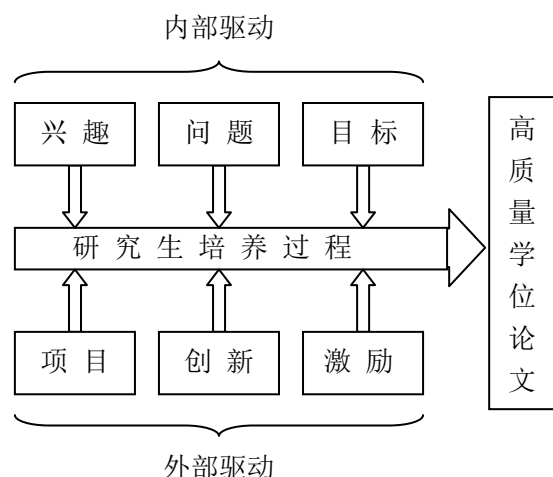 内部驱动
兴趣 问题 目标
研究生培养过程
项目 创新 激励
外部驱动
高质量学位论文